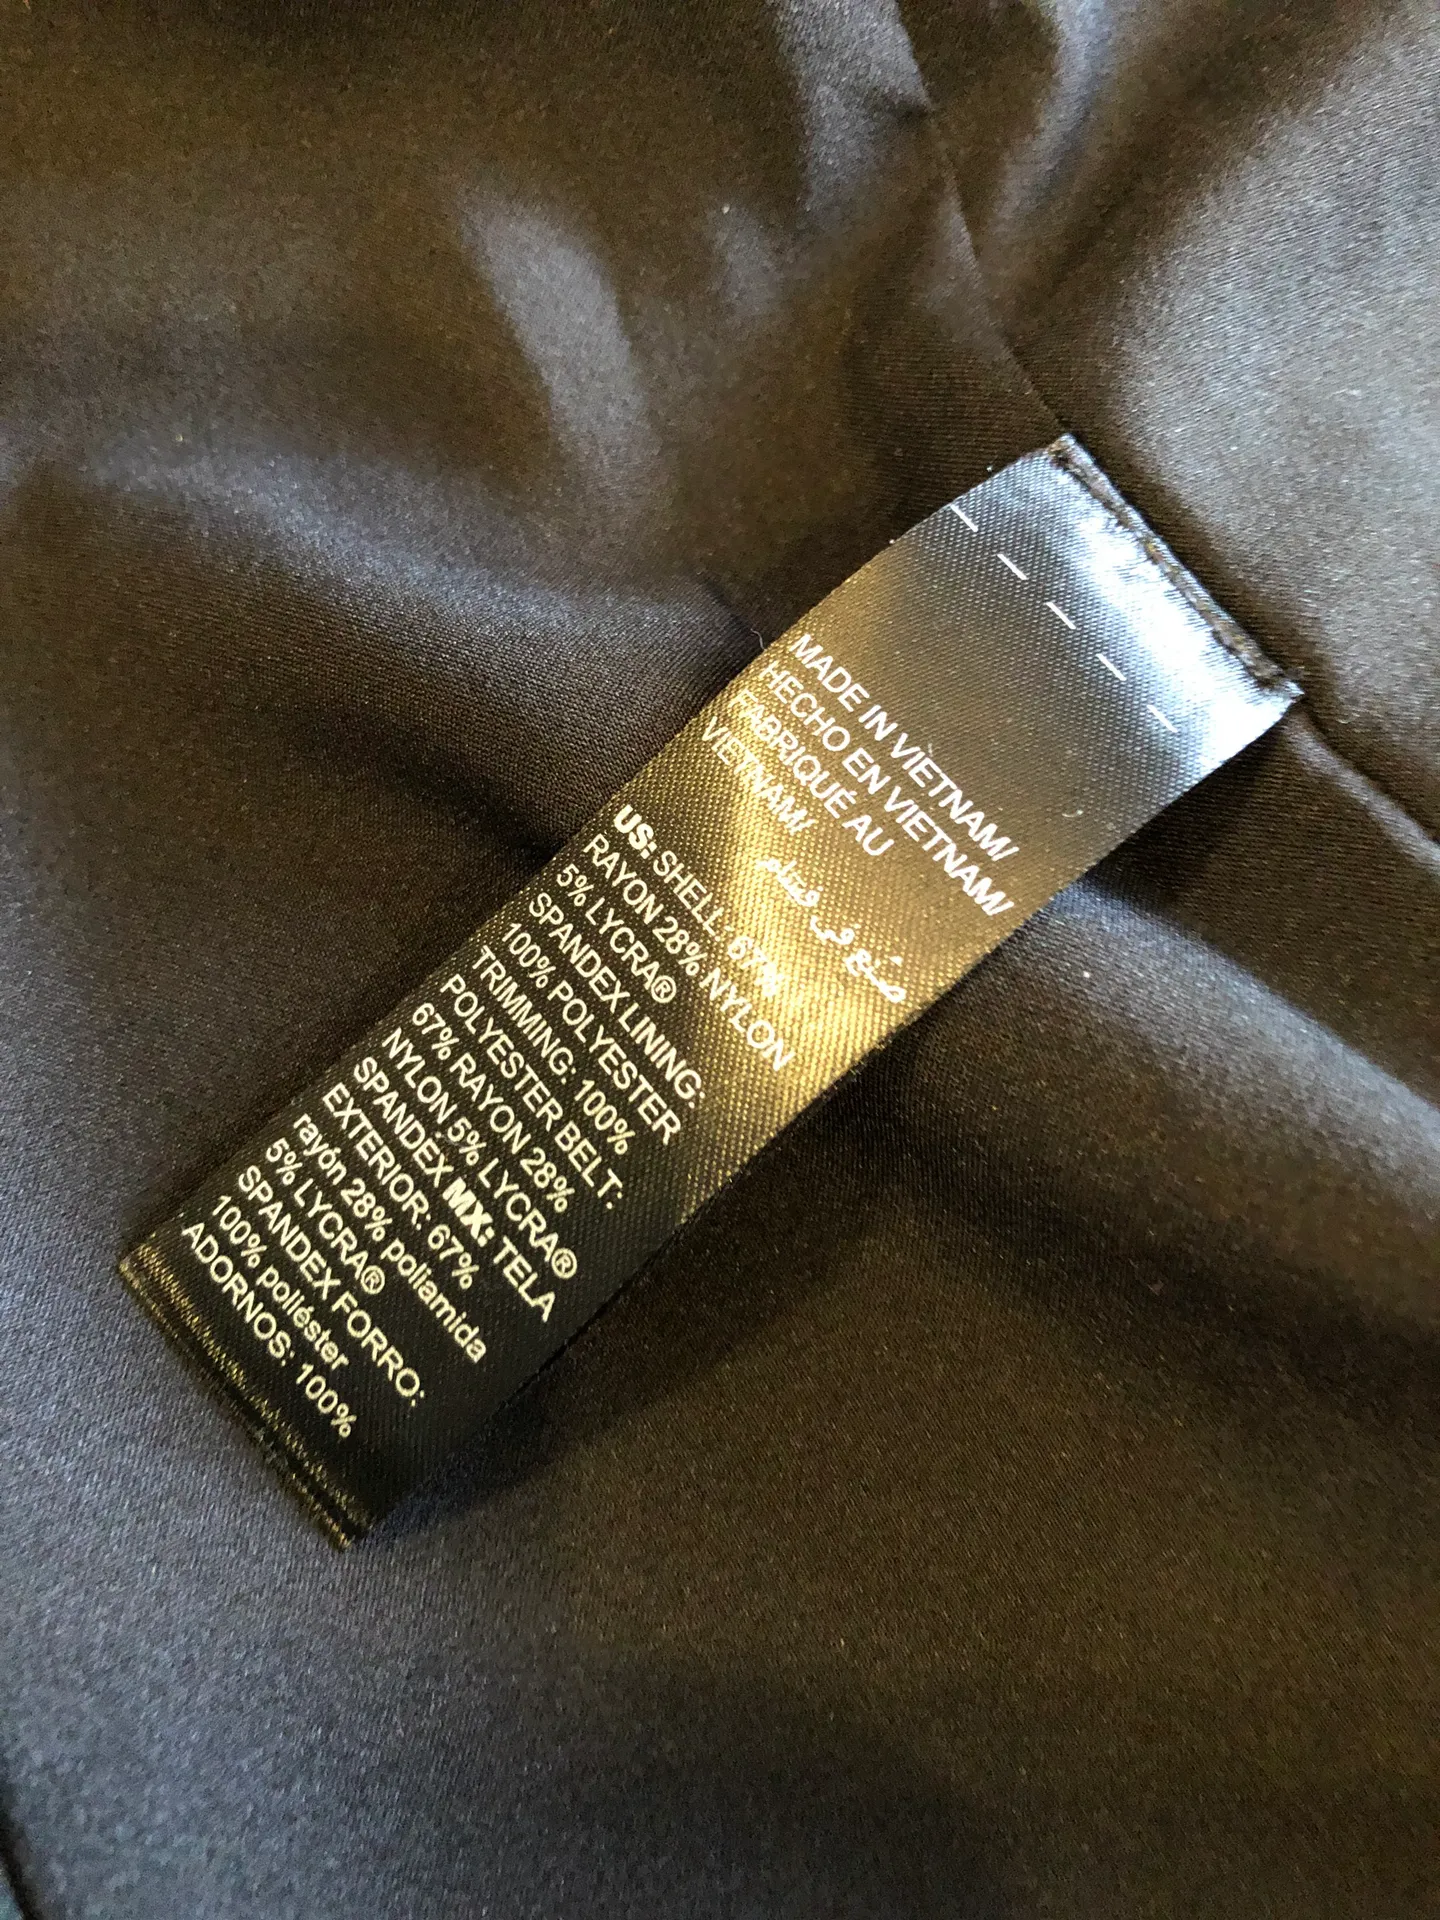 MADE IN VIETNAM/
HECHO EN VIETNAM/
FABRIQUÉ AU
VIETNAM/
صنع في فيتنام
US: SHELL: 67%
RAYON 28% NYLON
5% LYCRA®
SPANDEX LINING:
100% POLYESTER
TRIMMING: 100%
POLYESTER BELT:
67% RAYON 28%
NYLON 5% LYCRA®
SPANDEX MX: TELA
EXTERIOR: 67%
rayón 28% poliamida
5% LYCRA®
SPANDEX FORRO:
100% poliéster
ADORNOS: 100%